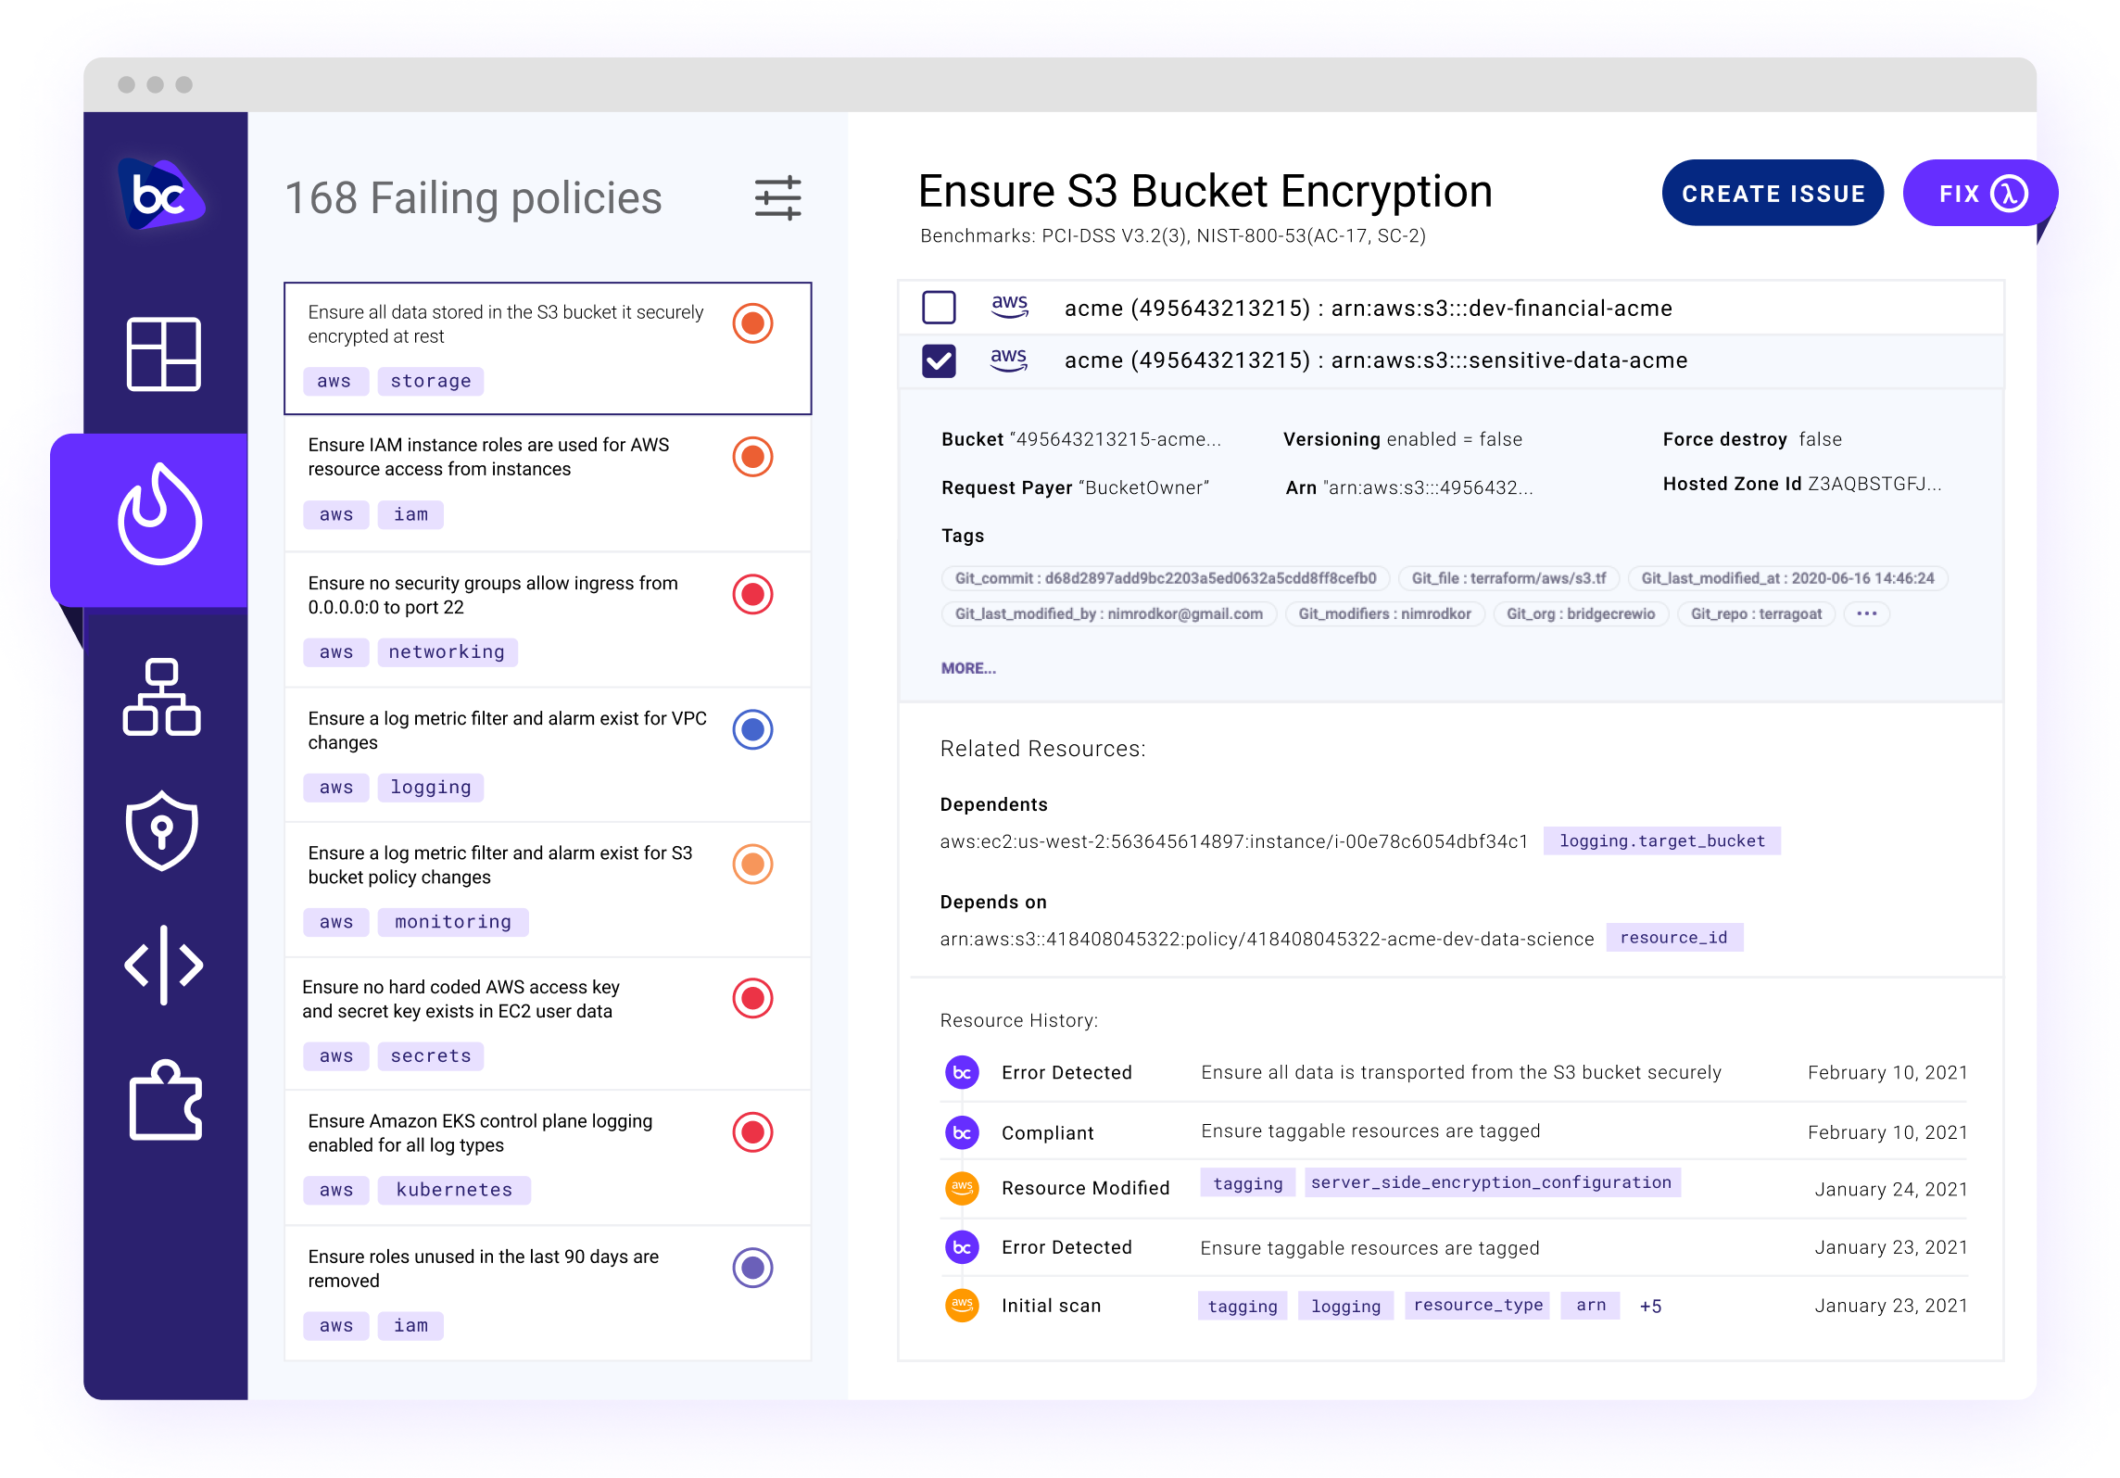 bc
168 Failing policies
Ensure all data stored in the S3 bucket it securely
encrypted at rest
aws storage
Ensure IAM instance roles are used for AWS
resource access from instances
aws iam
Ensure no security groups allow ingress from
0.0.0.0:0 to port 22
aws networking
Ensure a log metric filter and alarm exist for VPC
changes
aws logging
Ensure a log metric filter and alarm exist for S3
bucket policy changes
aws monitoring
Ensure no hard coded AWS access key
and secret key exists in EC2 user data
aws secrets
Ensure Amazon EKS control plane logging
enabled for all log types
aws kubernetes
Ensure roles unused in the last 90 days are
removed
aws iam
Ensure S3 Bucket Encryption
Benchmarks: PCI-DSS V3.2(3), NIST-800-53(AC-17, SC-2)
CREATE ISSUE
FIX λ
aws acme (495643213215) : arn:aws:s3:::dev-financial-acme
aws acme (495643213215) : arn:aws:s3:::sensitive-data-acme
Bucket “495643213215-acme... Versioning enabled = false Force destroy false
Request Payer “BucketOwner” Arn "arn:aws:s3:::4956432... Hosted Zone Id Z3AQBSTGFJ...
Tags
Git_commit : d68d2897add9bc2203a5ed0632a5cdd8ff8cefb0 Git_file : terraform/aws/s3.tf Git_last_modified_at : 2020-06-16 14:46:24
Git_last_modified_by : nimrodkor@gmail.com Git_modifiers : nimrodkor Git_org : bridgecrewio Git_repo : terragoat ...
MORE...
Related Resources:
Dependents
aws:ec2:us-west-2:563645614897:instance/i-00e78c6054dbf34c1 logging.target_bucket
Depends on
arn:aws:s3::418408045322:policy/418408045322-acme-dev-data-science resource_id
Resource History:
bc Error Detected Ensure all data is transported from the S3 bucket securely February 10, 2021
bc Compliant Ensure taggable resources are tagged February 10, 2021
aws Resource Modified tagging server_side_encryption_configuration January 24, 2021
bc Error Detected Ensure taggable resources are tagged January 23, 2021
aws Initial scan tagging logging resource_type arn +5 January 23, 2021